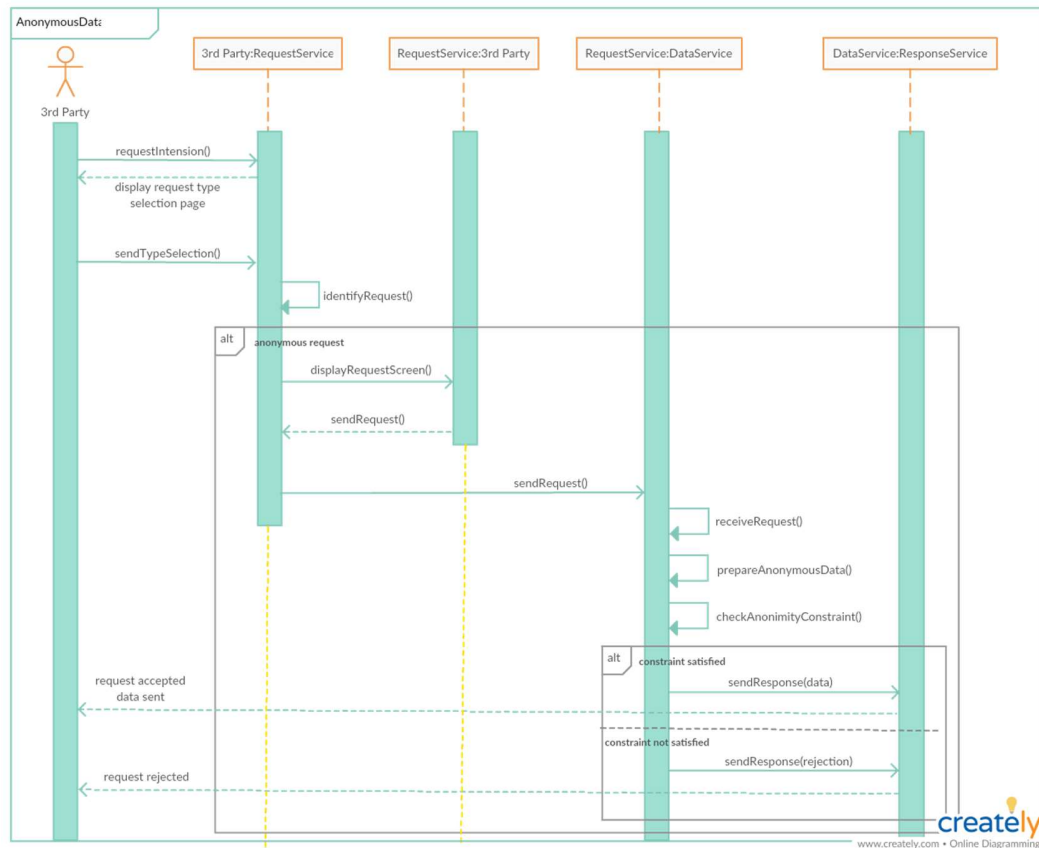 AnonymousData
3rd Party:RequestService
RequestService:3rd Party
RequestService:DataService
DataService:ResponseService
3rd Party
requestIntension()
display request type
selection page
sendTypeSelection()
identifyRequest()
alt
anonymous request
displayRequestScreen()
sendRequest()
sendRequest()
receiveRequest()
prepareAnonymousData()
checkAnonimityConstraint()
alt
constraint satisfied
request accepted
data sent
sendResponse(data)
constraint not satisfied
sendResponse(rejection)
request rejected
creately
www.creately.com • Online Diagramming